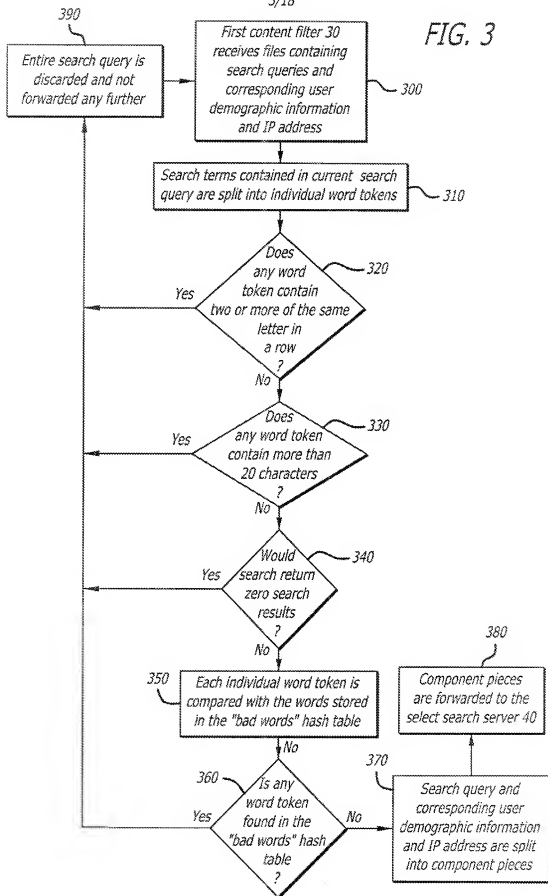 3/18
FIG. 3
390
Entire search query is
discarded and not
forwarded any further
First content filter 30
receives files containing
search queries and
corresponding user
demographic information
and IP address
300
Search terms contained in current search
query are split into individual word tokens
310
Does
any word
token contain
two or more of the same
letter in
a row
?
320
Yes
No
Does
any word token
contain more than
20 characters
?
330
Yes
No
Would
search return
zero search
results
?
340
Yes
No
350
Each individual word token is
compared with the words stored
in the "bad words" hash table
No
360
Is any
word token
found in the
"bad words" hash
table
?
Yes
No
370
Search query and
corresponding user
demographic information
and IP address are split
into component pieces
380
Component pieces
are forwarded to the
select search server 40